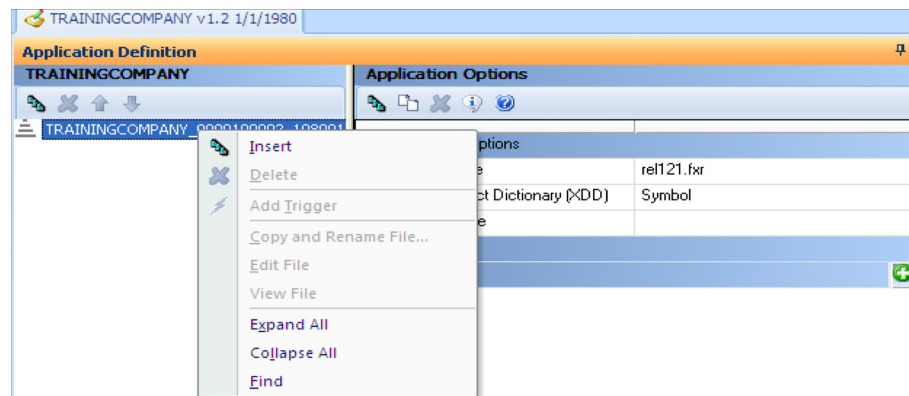 TRAININGCOMPANY v1.2 1/1/1980
Application Definition
TRAININGCOMPANY
Application Options
TRAININGCOMPANY_0000100002_198001
Insert
ptions
Delete
e
rel121.fxr
Add Trigger
ct Dictionary (XDD)
Symbol
e
Copy and Rename File...
Edit File
View File
Expand All
Collapse All
Find